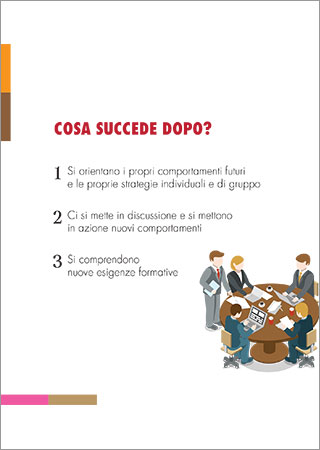 COSA SUCCEDE DOPO?
1 Si orientano i propri comportamenti futuri
e le proprie strategie individuali e di gruppo
2 Ci si mette in discussione e si mettono
in azione nuovi comportamenti
3 Si comprendono
nuove esigenze formative